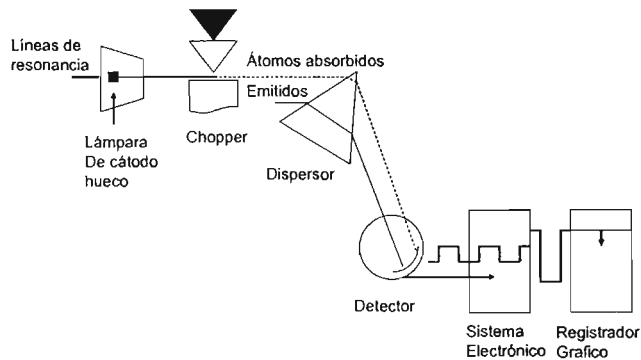 Líneas de
resonancia
Lámpara
De cátodo
hueco
Chopper
Átomos absorbidos
Emitidos
Dispersor
Detector
Sistema
Electrónico
Registrador
Grafico